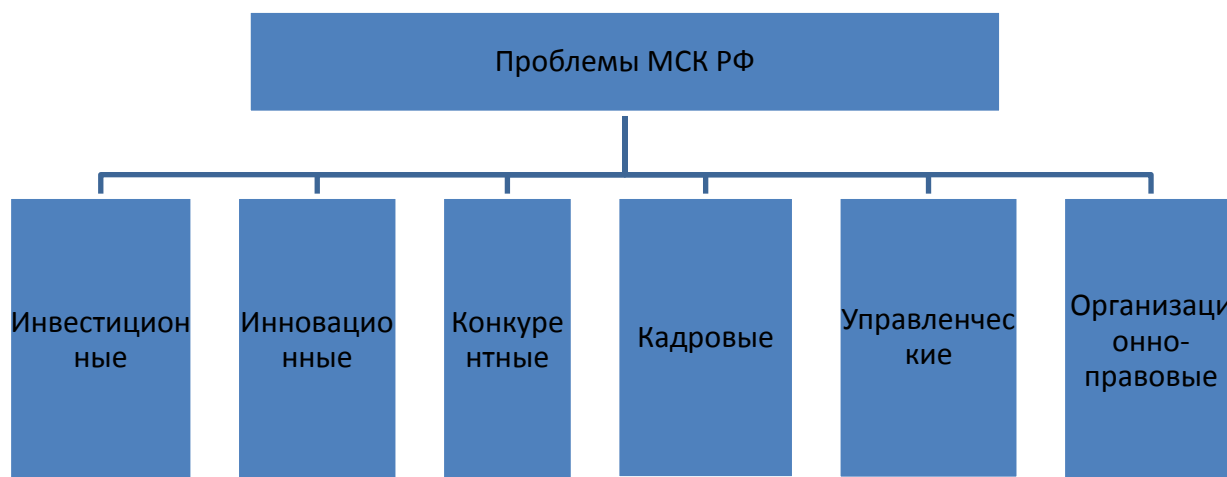 Проблемы МСК РФ
Инвестицион
ные
Инновацио
нные
Конкуре
нтные
Кадровые
Управленчес
кие
Организаци
онно-
правовые